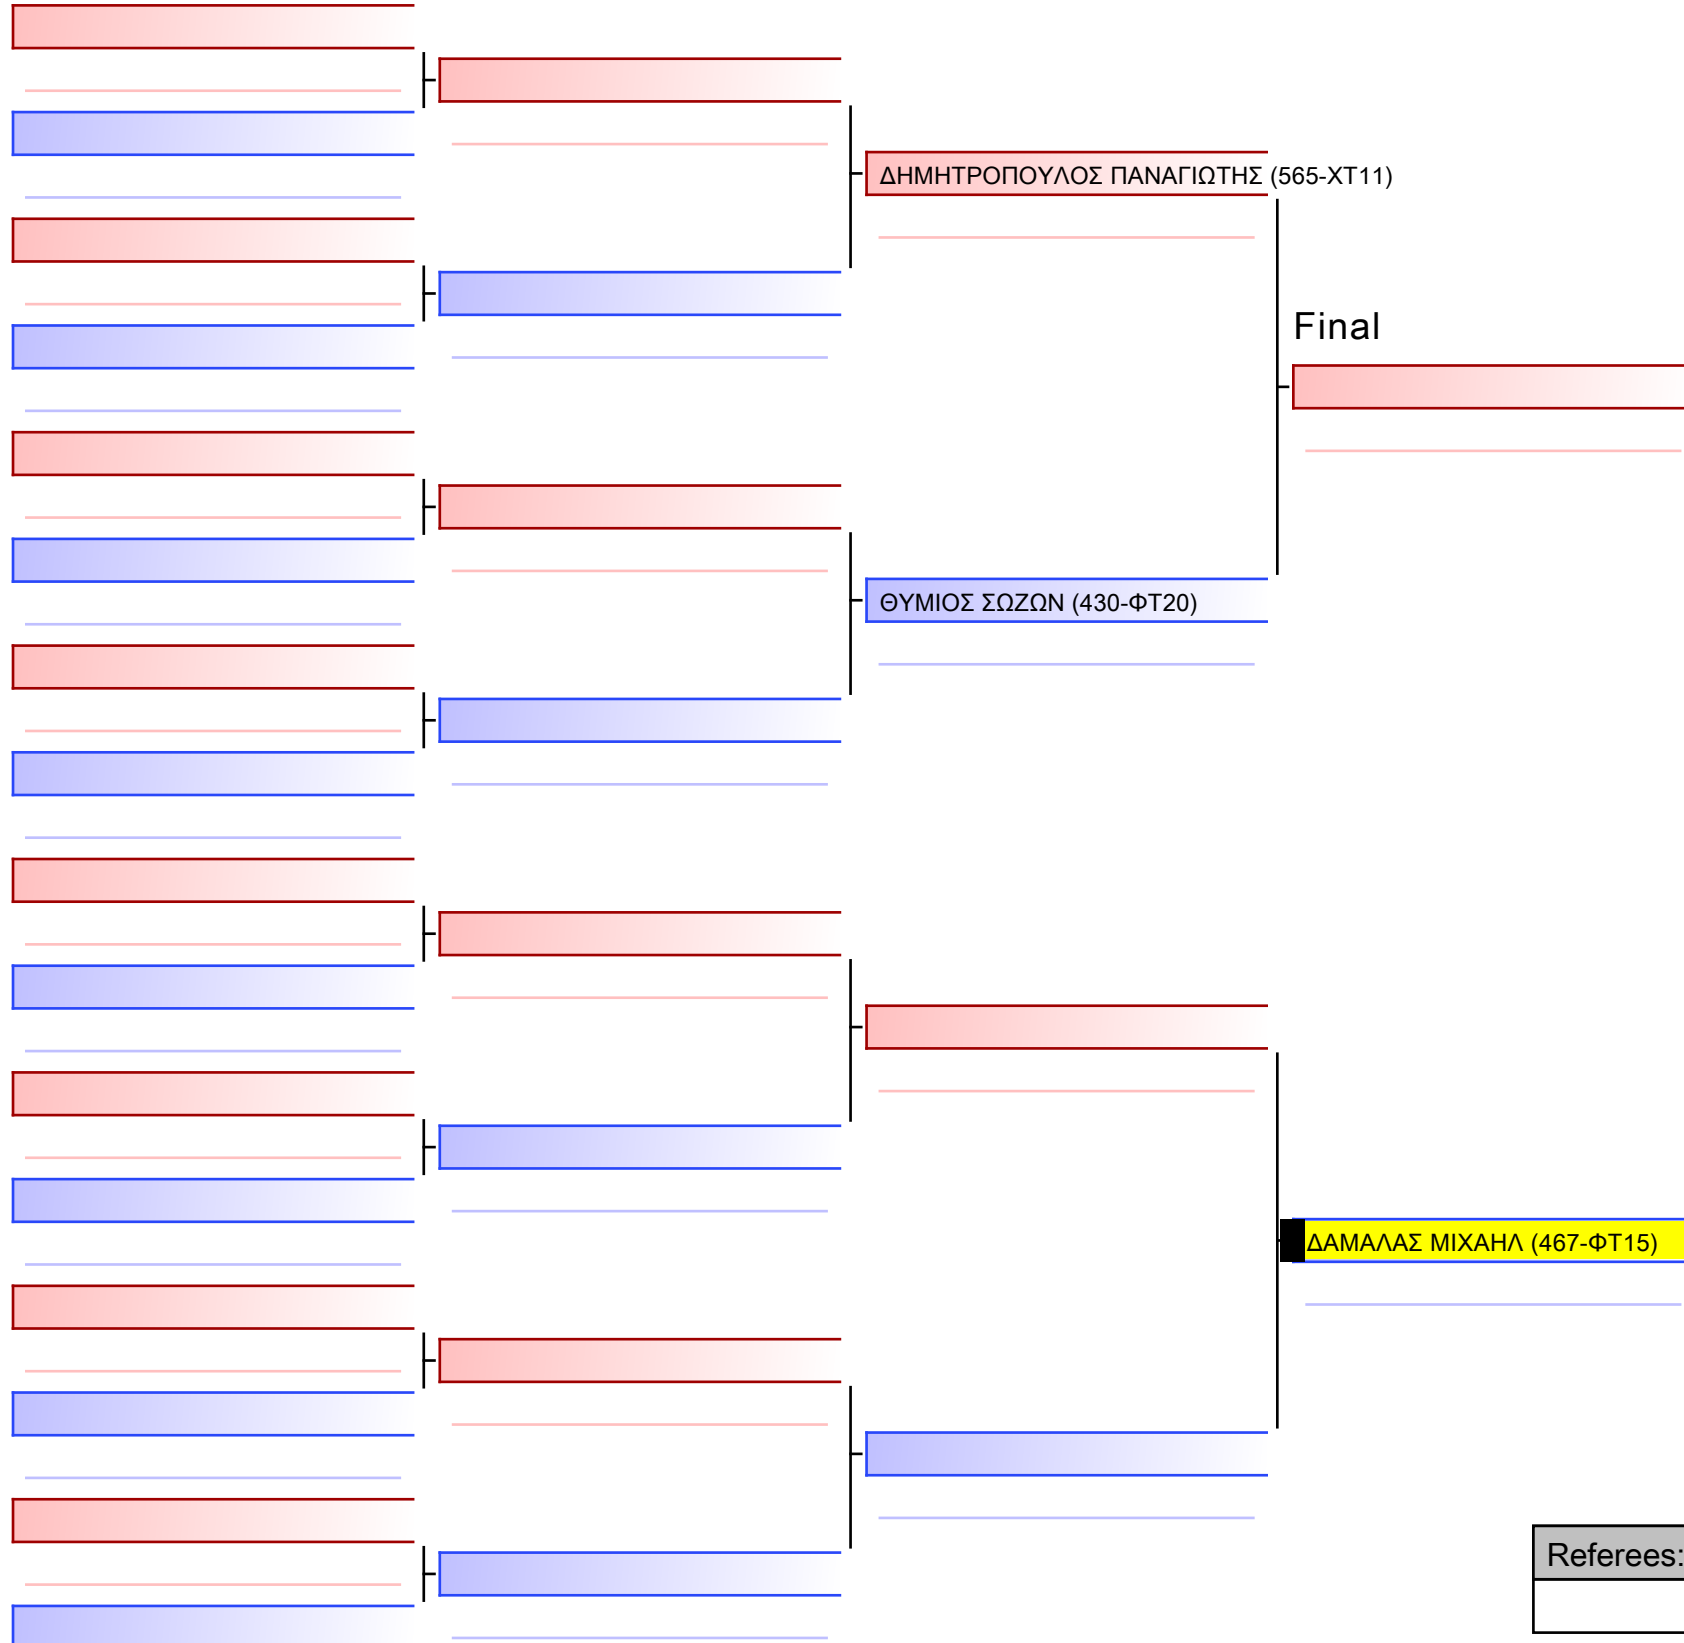 ΔΗΜΗΤΡΟΠΟΥΛΟΣ ΠΑΝΑΓΙΩΤΗΣ (565-ΧΤ11)
Final
ΘΥΜΙΟΣ ΣΩΖΩΝ (430-ΦΤ20)
ΔΑΜΑΛΑΣ ΜΙΧΑΗΛ (467-ΦΤ15)
Referees: